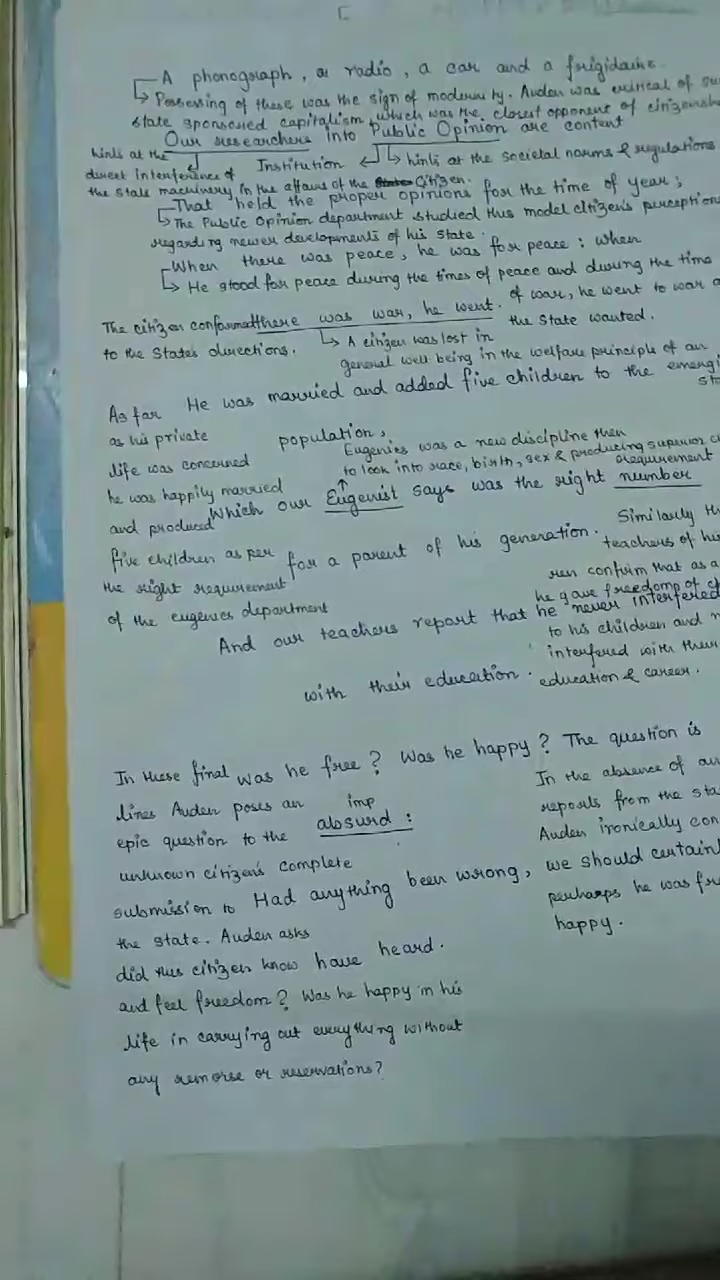 A phonograph, a radio, a car and a frigidaire.
Possessing of these was the sign of modernity. Auden was critical of
state sponsored capitalism which was the closest opponent of
Our researchers into Public Opinion are content
hints at the direct interference of the state machinery in the affairs of the Citizen.
Institution
hints at the societal norms & regulations
That held the proper opinions for the time of year;
The Public Opinion department studied this model citizen's perception
regarding newer developments of his state.
When there was peace, he was for peace: when
He stood for peace during the times of peace and during the time
of war, he went to war
the State wanted.
there was war, he went.
The citizen conformed
to the State's directions.
A citizen was lost in
general well being in the welfare principle of an
He was married and added five children to the
population,
As far
as his private
life was concerned
he was happily married
and produced
five children as per
the right requirement
of the eugenics department
Eugenics was a new discipline then
to look into race, birth, sex & producing superior
requirement
Which our Eugenist says was the right number
for a parent of his generation.
Similarly
teachers of his
confirm that as a
he gave freedom of
to his children and
interfered with their
education & career.
And our teachers report that he never interfered
with their education.
was he free? Was he happy? The question is
imp
absurd:
In these final
lines Auden poses an
epic question to the
unknown citizen's complete
submission to
the state. Auden asks
did this citizen know
and feel freedom? Was he happy in his
life in carrying out everything without
any remorse or reservations?
Had anything been wrong, we should
have heard.
In the absence of
reports from the
Auden ironically
perhaps he was
happy.